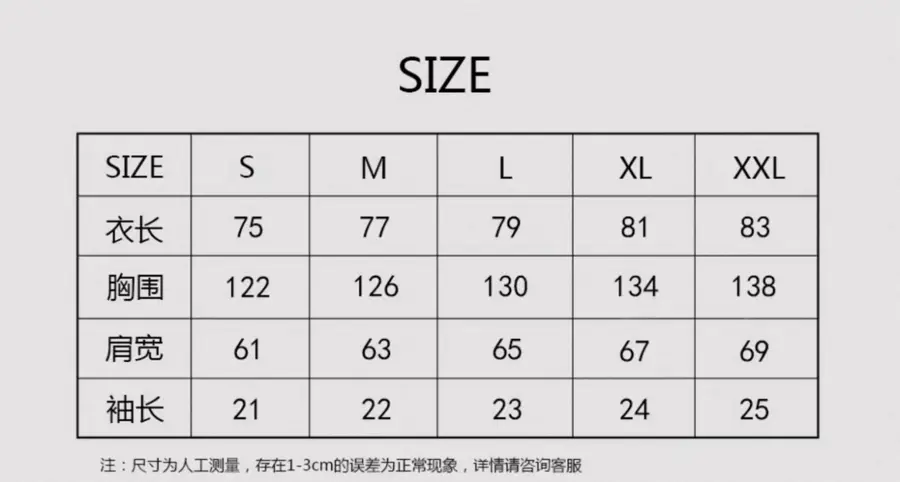 SIZE
SIZE S M L XL XXL
衣长 75 77 79 81 83
胸围 122 126 130 134 138
肩宽 61 63 65 67 69
袖长 21 22 23 24 25
注：尺寸为人工测量，存在1-3cm的误差为正常现象，详情请咨询客服